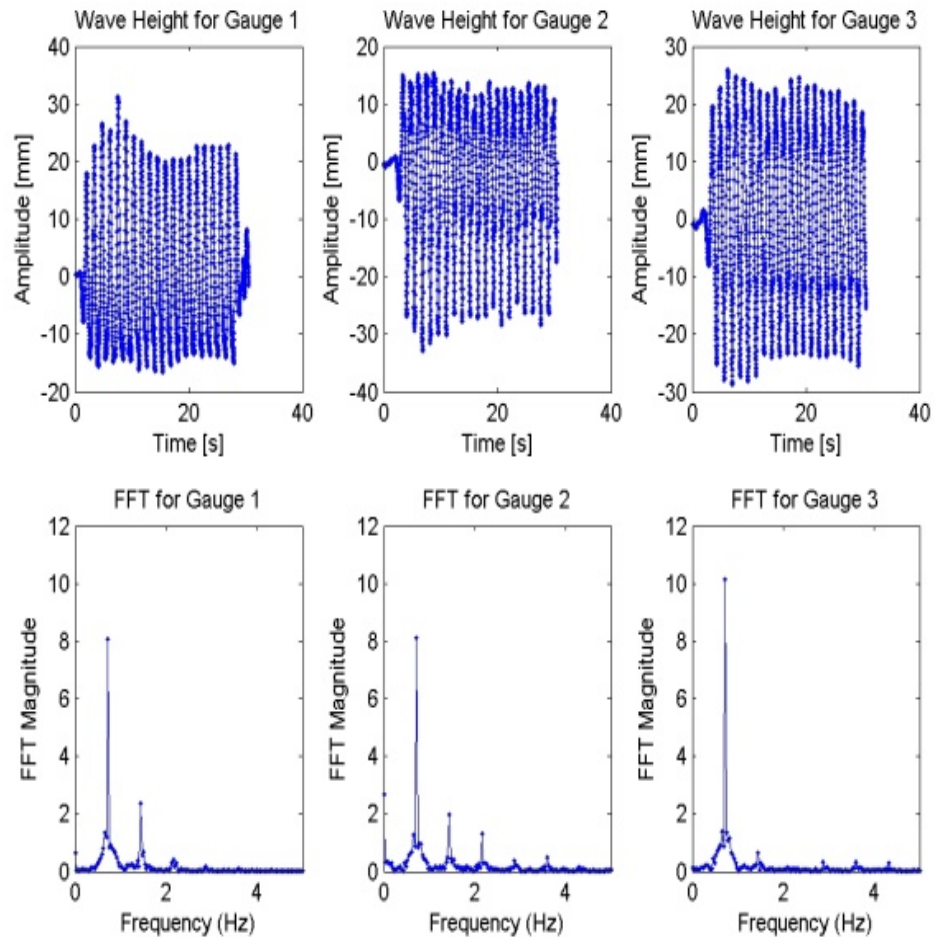 Wave Height for Gauge 1
40
30
20
10
0
-10
-20
Amplitude [mm]
0 20 40
Time [s]
Wave Height for Gauge 2
20
10
0
-10
-20
-30
-40
Amplitude [mm]
0 20 40
Time [s]
Wave Height for Gauge 3
30
20
10
0
-10
-20
-30
Amplitude [mm]
0 20 40
Time [s]
FFT for Gauge 1
12
10
8
6
4
2
0
FFT Magnitude
0 2 4
Frequency (Hz)
FFT for Gauge 2
12
10
8
6
4
2
0
FFT Magnitude
0 2 4
Frequency (Hz)
FFT for Gauge 3
12
10
8
6
4
2
0
FFT Magnitude
0 2 4
Frequency (Hz)